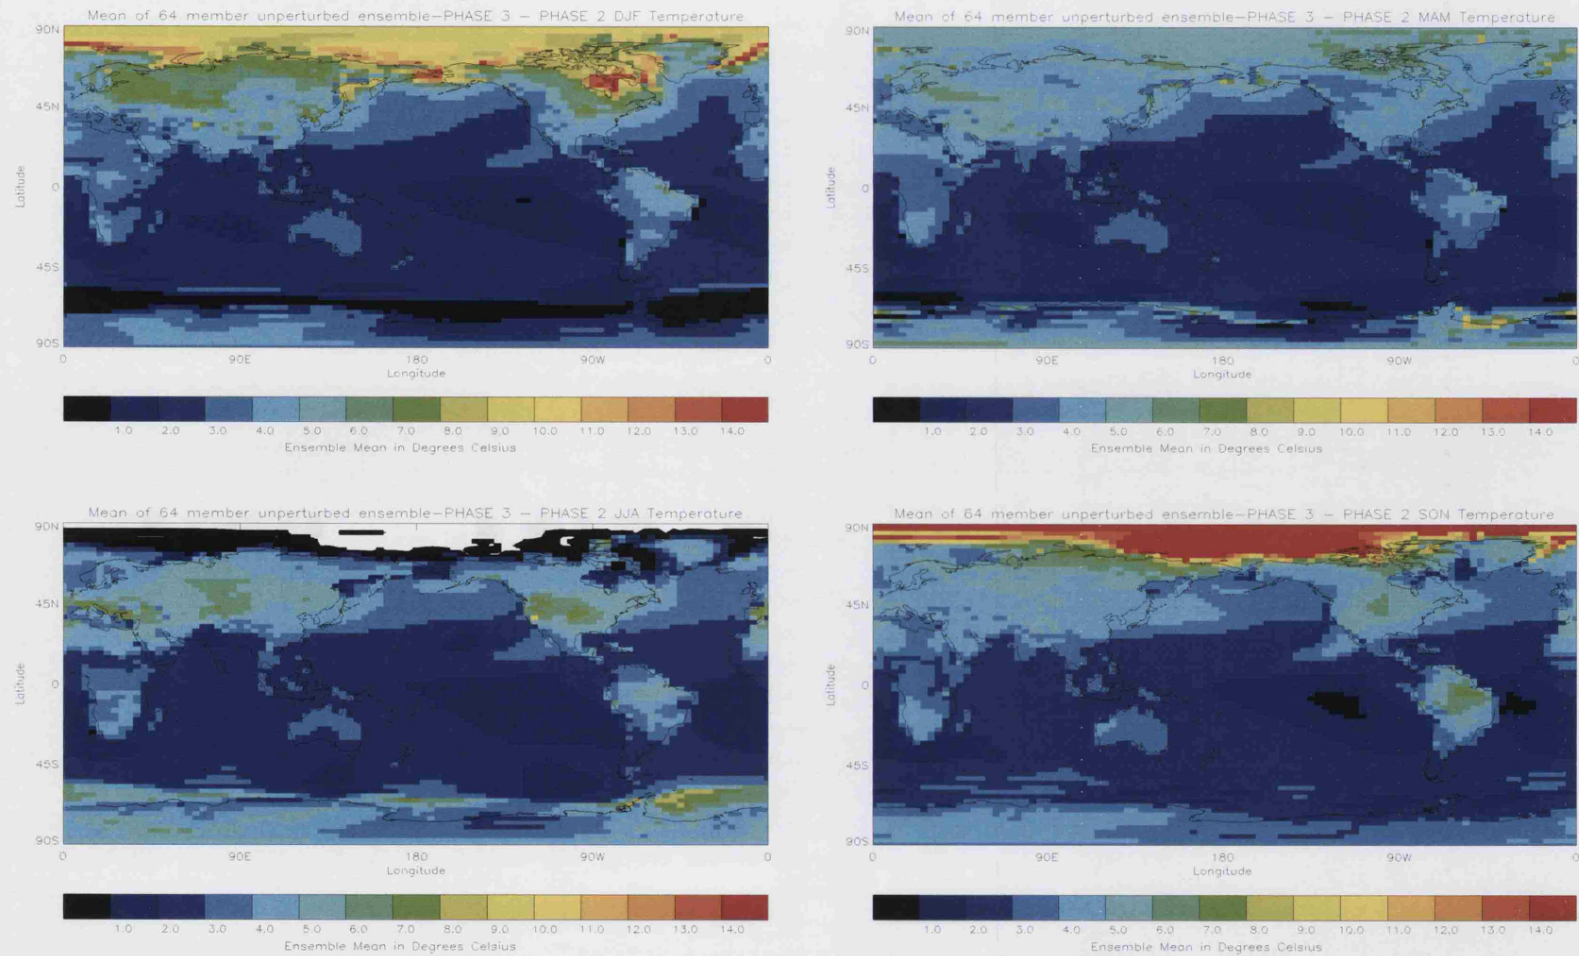 Mean of 64 member unperturbed ensemble-PHASE 3 - PHASE 2 DJF Temperature
90N
45N
0
45S
90S
Latitude
0 90E 180 90W 0
Longitude
1.0 2.0 3.0 4.0 5.0 6.0 7.0 8.0 9.0 10.0 11.0 12.0 13.0 14.0
Ensemble Mean in Degrees Celsius
Mean of 64 member unperturbed ensemble-PHASE 3 - PHASE 2 MAM Temperature
90N
45N
0
45S
90S
Latitude
0 90E 180 90W 0
Longitude
1.0 2.0 3.0 4.0 5.0 6.0 7.0 8.0 9.0 10.0 11.0 12.0 13.0 14.0
Ensemble Mean in Degrees Celsius
Mean of 64 member unperturbed ensemble-PHASE 3 - PHASE 2 JJA Temperature
90N
45N
0
45S
90S
Latitude
0 90E 180 90W 0
Longitude
1.0 2.0 3.0 4.0 5.0 6.0 7.0 8.0 9.0 10.0 11.0 12.0 13.0 14.0
Ensemble Mean in Degrees Celsius
Mean of 64 member unperturbed ensemble-PHASE 3 - PHASE 2 SON Temperature
90N
45N
0
45S
90S
Latitude
0 90E 180 90W 0
Longitude
1.0 2.0 3.0 4.0 5.0 6.0 7.0 8.0 9.0 10.0 11.0 12.0 13.0 14.0
Ensemble Mean in Degrees Celsius